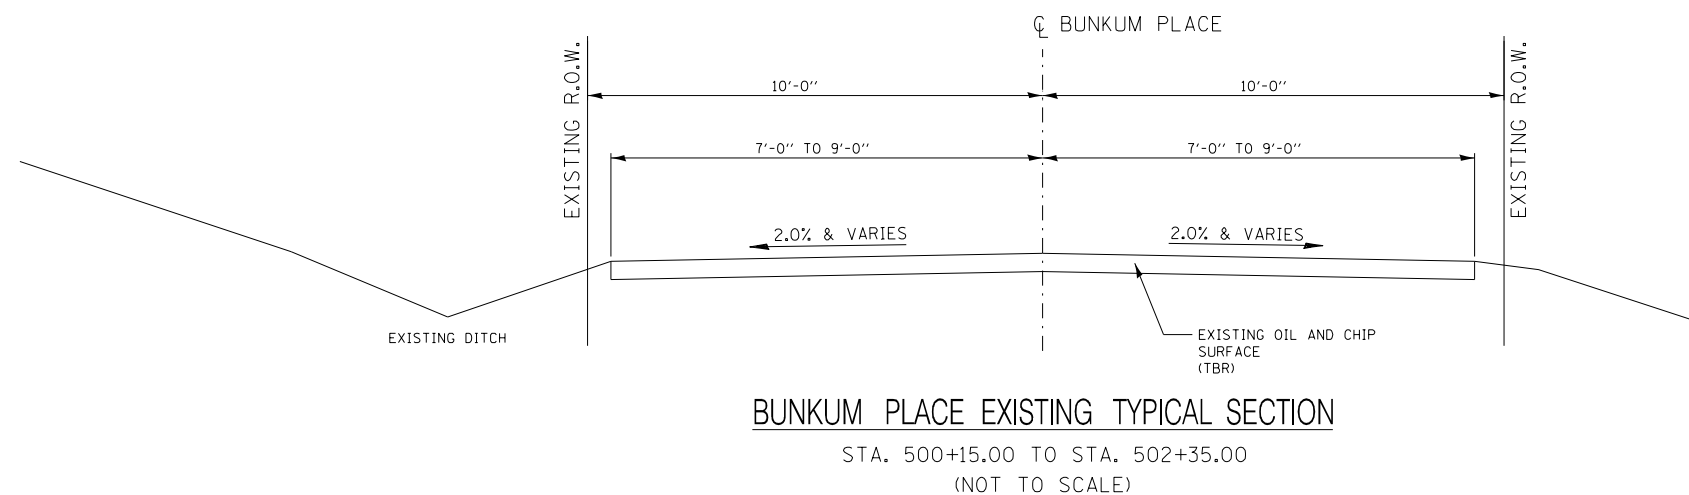 ℄ BUNKUM PLACE
EXISTING R.O.W.
10'-0"
10'-0"
EXISTING R.O.W.
7'-0" TO 9'-0"
7'-0" TO 9'-0"
2.0% & VARIES
2.0% & VARIES
EXISTING DITCH
EXISTING OIL AND CHIP
SURFACE
(TBR)
BUNKUM PLACE EXISTING TYPICAL SECTION
STA. 500+15.00 TO STA. 502+35.00
(NOT TO SCALE)